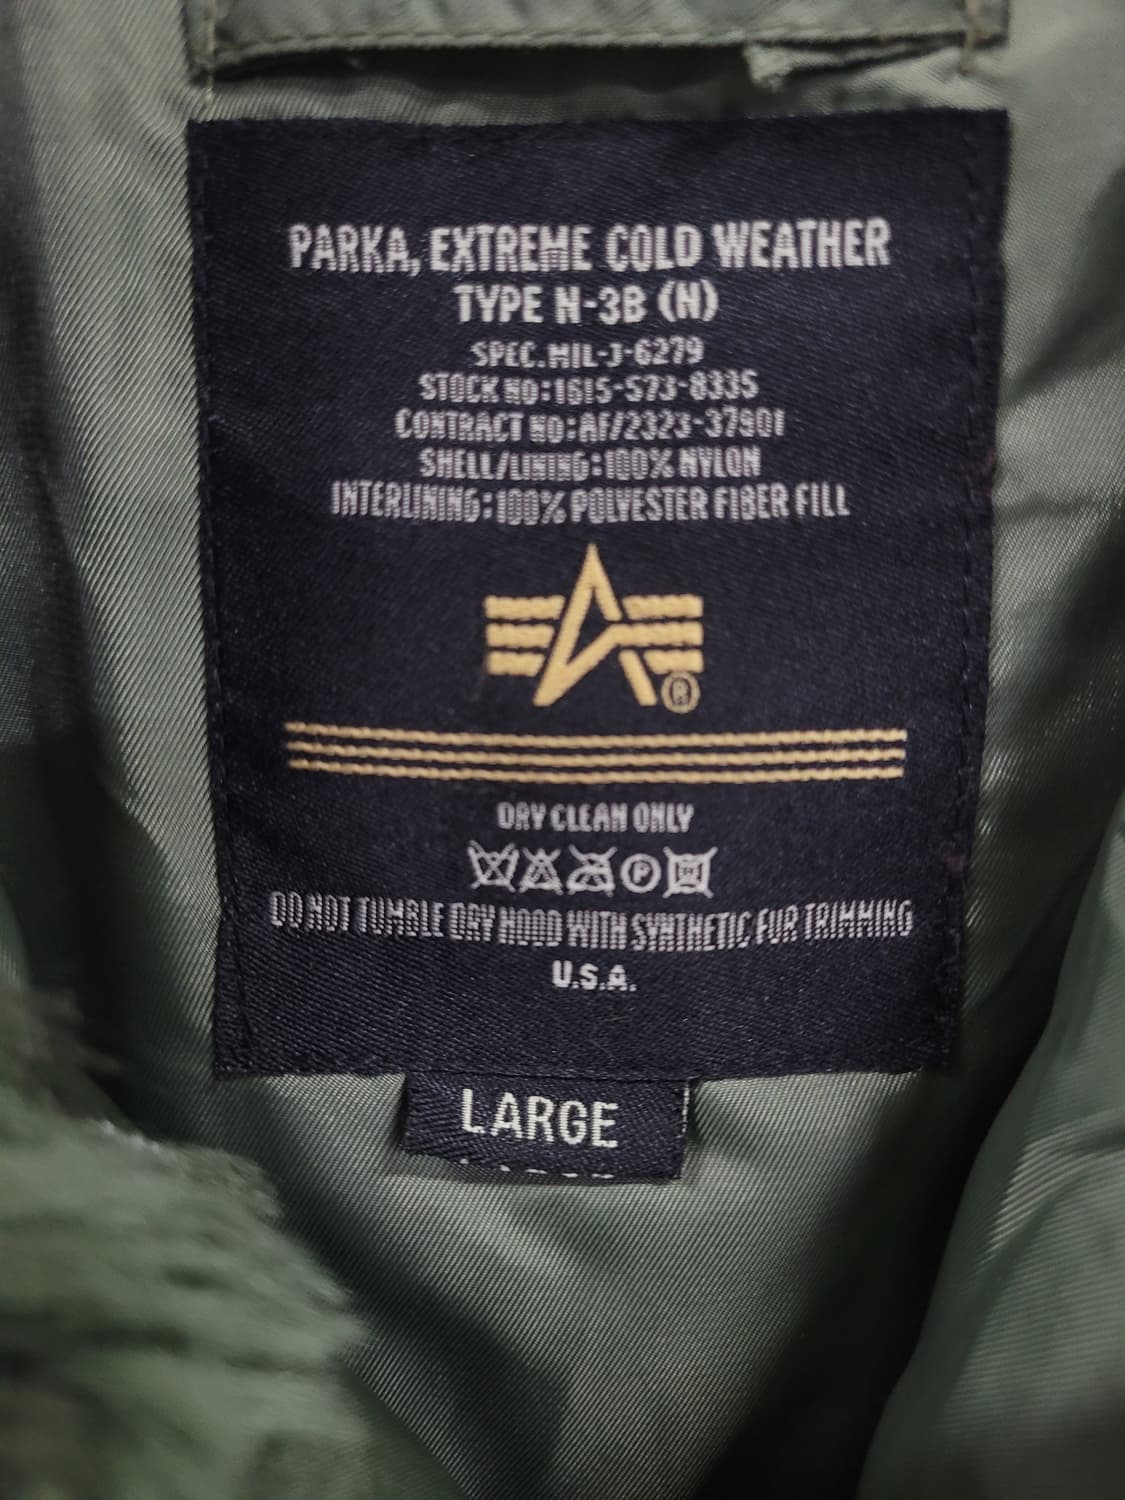 PARKA, EXTREME COLD WEATHER
TYPE N-3B (N)
SPEC.MIL-J-6279
STOCK NO:1615-S73-8335
CONTRACT NO:AF/2323-37901
SHELL/LINING:100% NYLON
INTERLINING:100% POLYESTER FIBER FILL
®
DRY CLEAN ONLY
P
DO NOT TUMBLE DRY HOOD WITH SYNTHETIC FUR TRIMMING
U.S.A.
LARGE